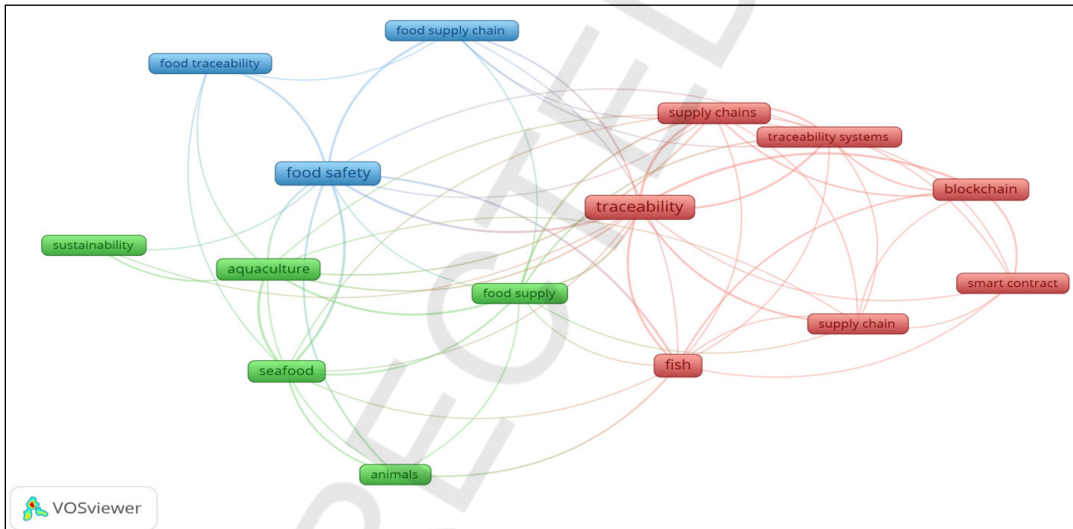 food supply chain
food traceability
supply chains
traceability systems
food safety
blockchain
traceability
sustainability
aquaculture
food supply
smart contract
supply chain
fish
seafood
animals
VOSviewer